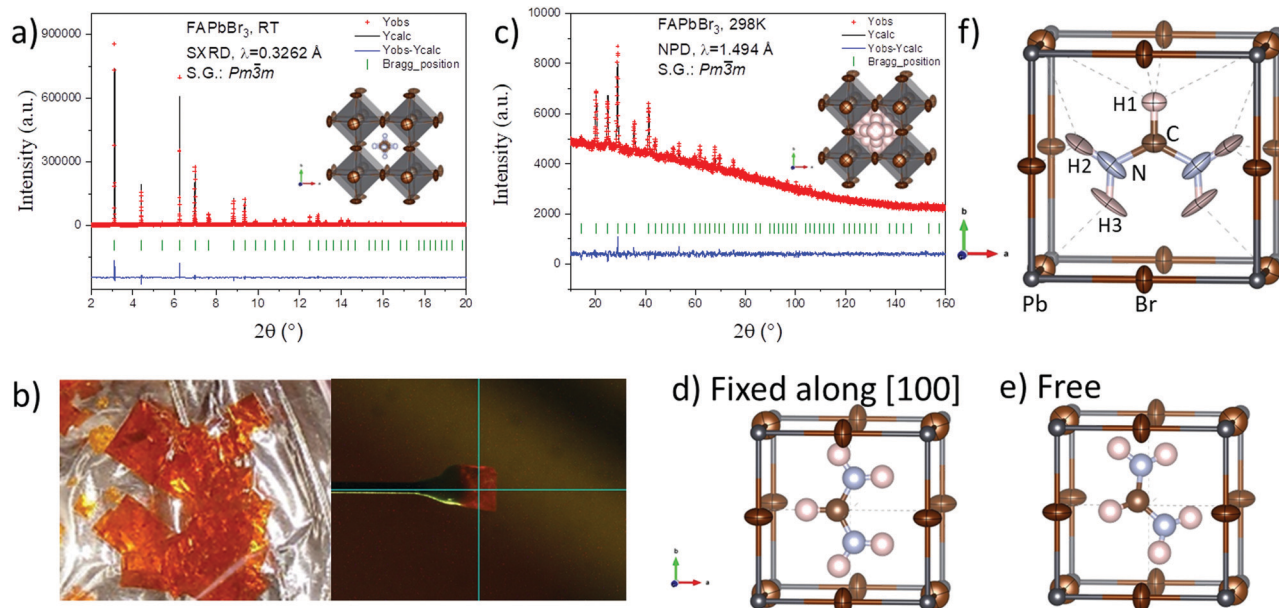 a)
FAPbBr3, RT
SXRD, λ=0.3262 Å
S.G.: Pm3̅m
Yobs
Ycalc
Yobs-Ycalc
Bragg_position
Intensity (a.u.)
900000
600000
300000
0
2 4 6 8 10 12 14 16 18 20
2θ (°)
c)
FAPbBr3, 298K
NPD, λ=1.494 Å
S.G.: Pm3̅m
Yobs
Ycalc
Yobs-Ycalc
Bragg_position
Intensity (a.u.)
10000
8000
6000
4000
2000
0
20 40 60 80 100 120 140 160
2θ (°)
b
a
f)
H1
C
H2
N
H3
Pb
Br
b)
d) Fixed along [100]
b
a
e) Free